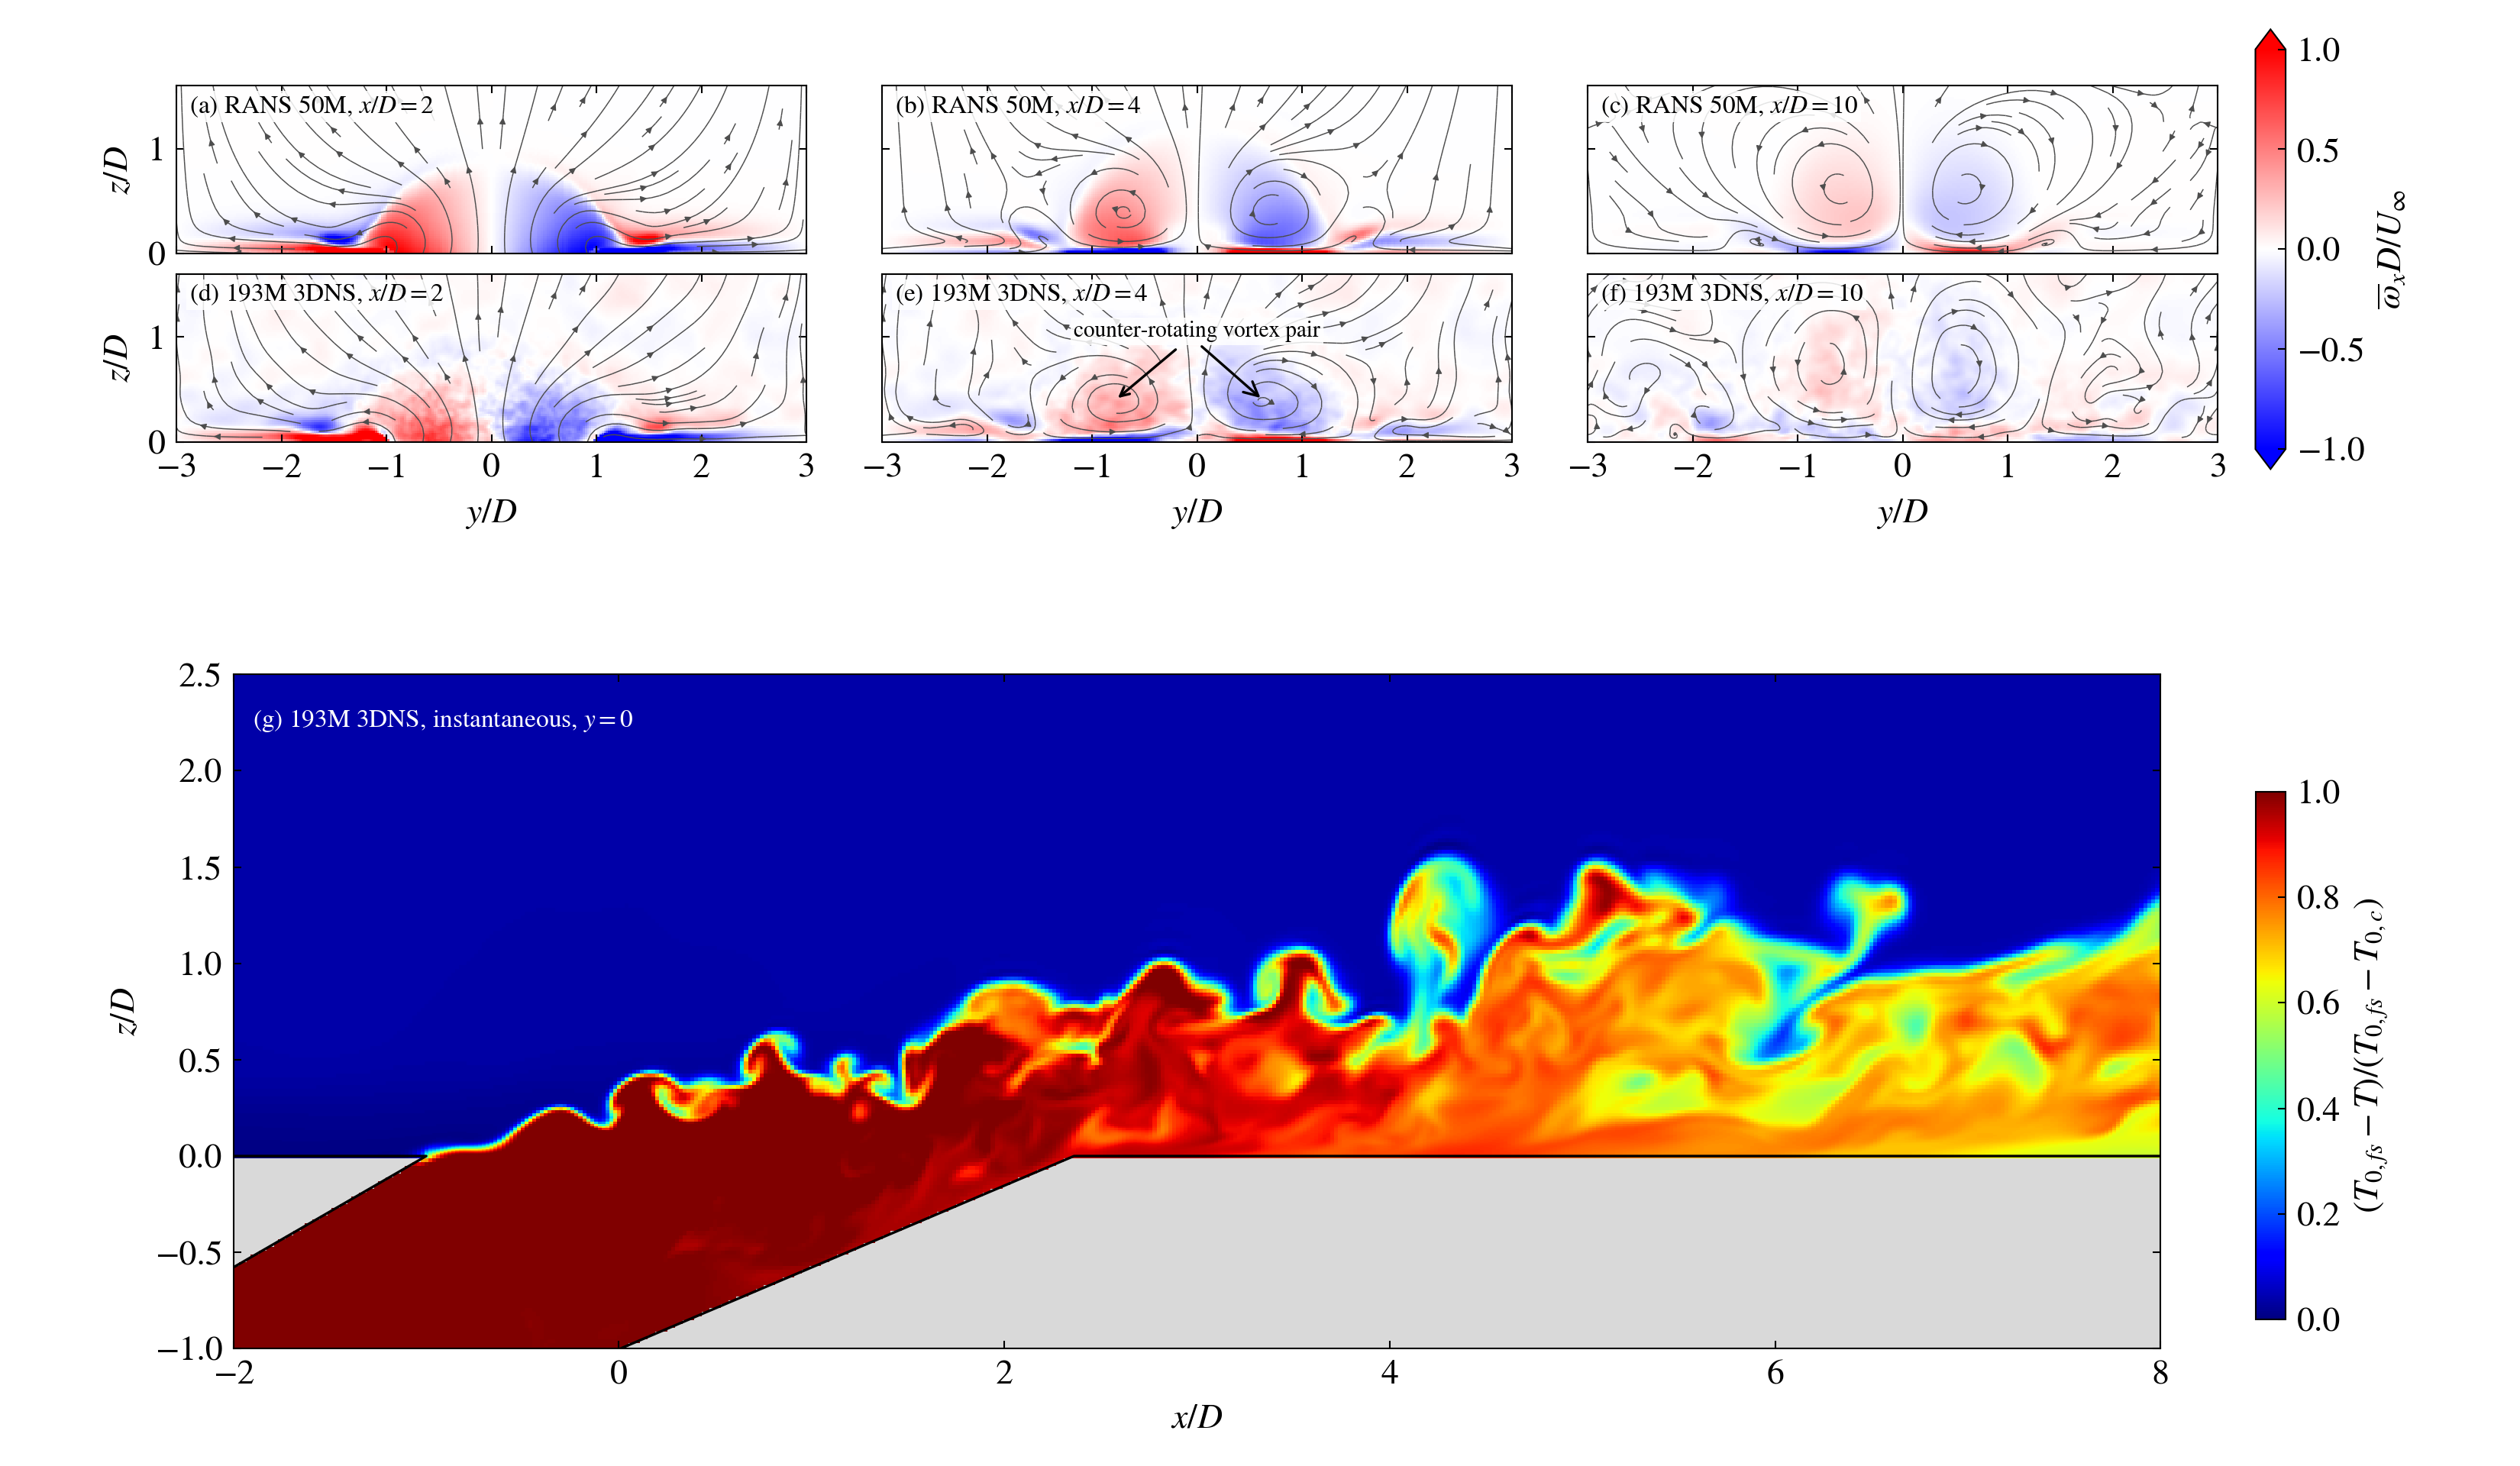 (a) RANS 50M, x/D = 2
(b) RANS 50M, x/D = 4
(c) RANS 50M, x/D = 10
z/D
1
0
(d) 193M 3DNS, x/D = 2
(e) 193M 3DNS, x/D = 4
counter-rotating vortex pair
(f) 193M 3DNS, x/D = 10
z/D
1
0
−3 −2 −1 0 1 2 3
−3 −2 −1 0 1 2 3
−3 −2 −1 0 1 2 3
y/D
y/D
y/D
1.0
0.5
0.0
−0.5
−1.0
ω̅ₓD/U∞
(g) 193M 3DNS, instantaneous, y = 0
z/D
2.5
2.0
1.5
1.0
0.5
0.0
−0.5
−1.0
−2 0 2 4 6 8
x/D
1.0
0.8
0.6
0.4
0.2
0.0
(T0,fs − T)/(T0,fs − T0,c)